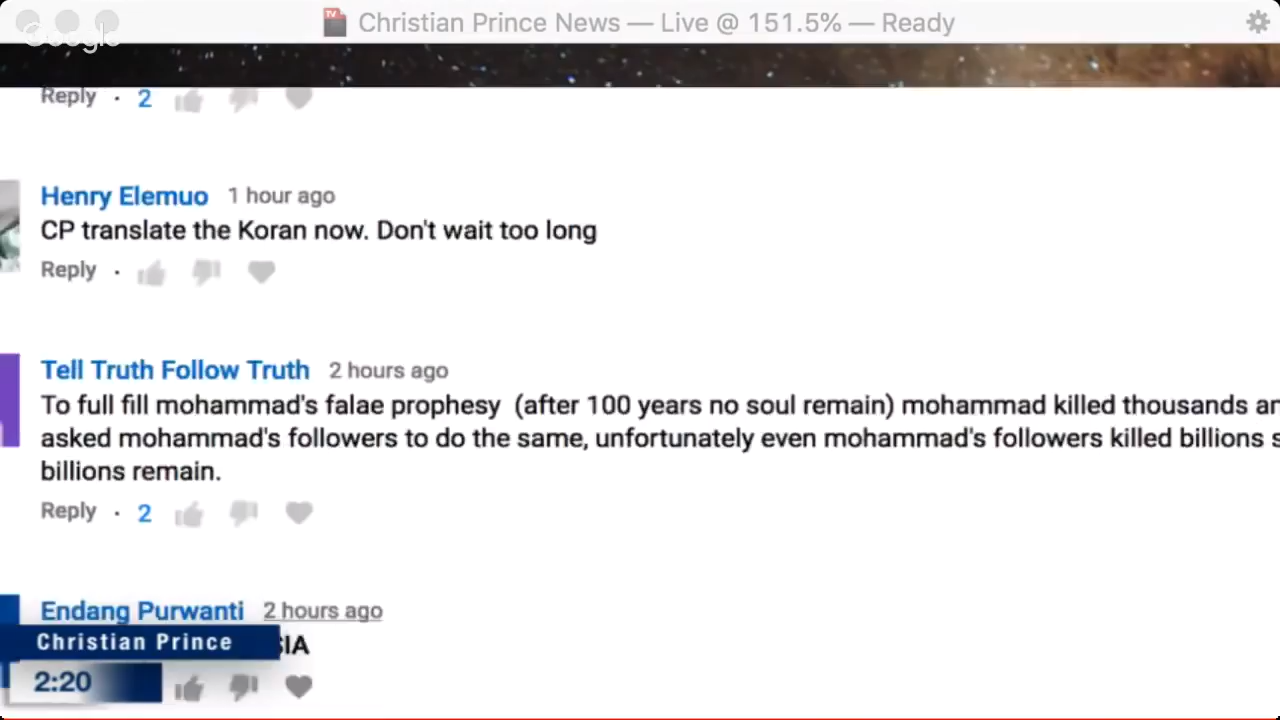 Christian Prince News — Live @ 151.5% — Ready
Google
Reply · 2
Henry Elemuo 1 hour ago
CP translate the Koran now. Don't wait too long
Reply ·
Tell Truth Follow Truth 2 hours ago
To full fill mohammad's falae prophesy (after 100 years no soul remain) mohammad killed thousands
asked mohammad's followers to do the same, unfortunately even mohammad's followers killed billions
billions remain.
Reply · 2
Endang Purwanti 2 hours ago
Christian Prince
2:20